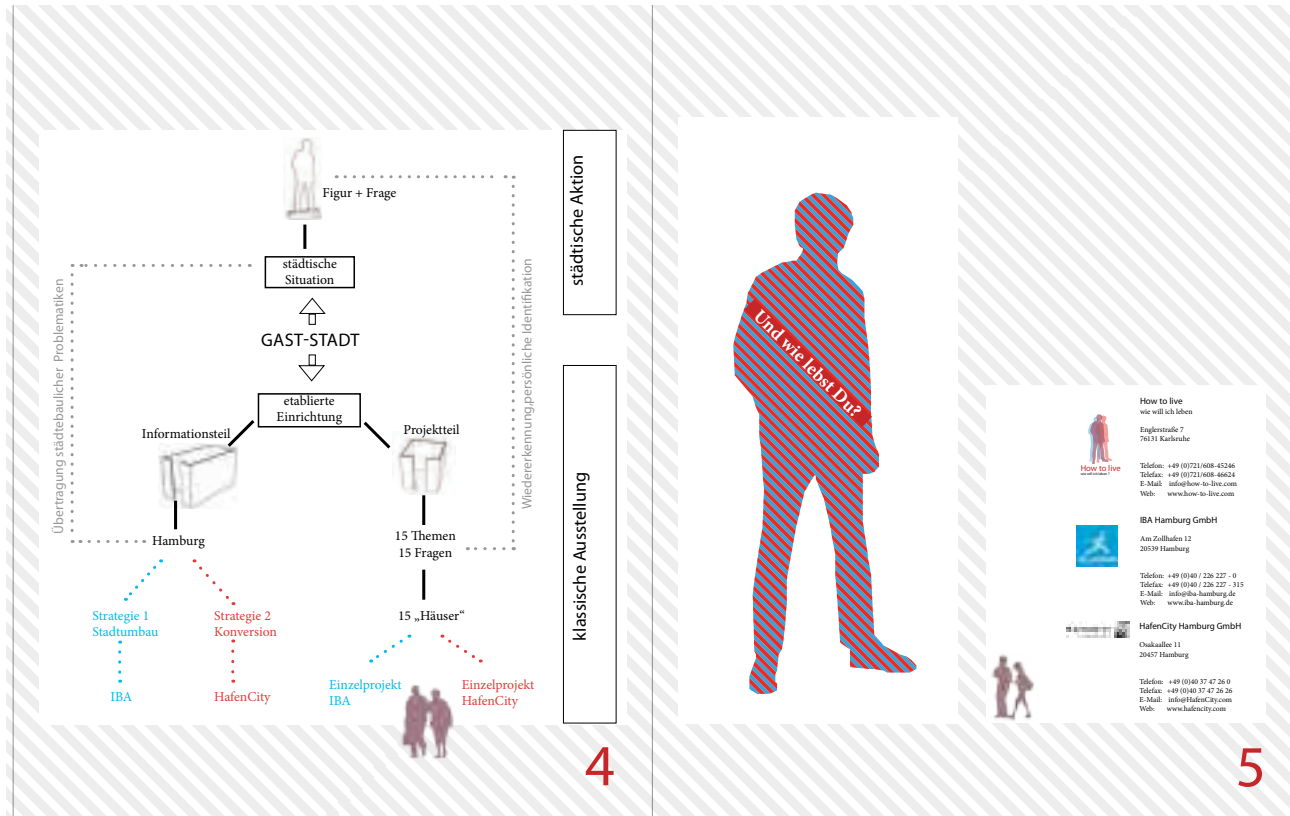 Figur + Frage
städtische
Situation
GAST-STADT
etablierte
Einrichtung
Informationsteil
Projektteil
Hamburg
15 Themen
15 Fragen
Strategie 1
Stadtumbau
Strategie 2
Konversion
15 „Häuser“
IBA
HafenCity
Einzelprojekt
IBA
Einzelprojekt
HafenCity
Übertragung städtebaulicher Problematiken
Wiedererkennung,persönliche Identifikation
städtische Aktion
klassische Ausstellung
4
Und wie lebst Du?
How to live
wie will ich leben ?
How to live
wie will ich leben
Englerstraße 7
76131 Karlsruhe
Telefon: +49 (0)721/608-45246
Telefax: +49 (0)721/608-46624
E-Mail: info@how-to-live.com
Web: www.how-to-live.com
IBA Hamburg GmbH
Am Zollhafen 12
20539 Hamburg
Telefon: +49 (0)40 / 226 227 - 0
Telefax: +49 (0)40 / 226 227 - 315
E-Mail: info@iba-hamburg.de
Web: www.iba-hamburg.de
HafenCity Hamburg GmbH
Osakaallee 11
20457 Hamburg
Telefon: +49 (0)40 37 47 26 0
Telefax: +49 (0)40 37 47 26 26
E-Mail: info@HafenCity.com
Web: www.hafencity.com
5